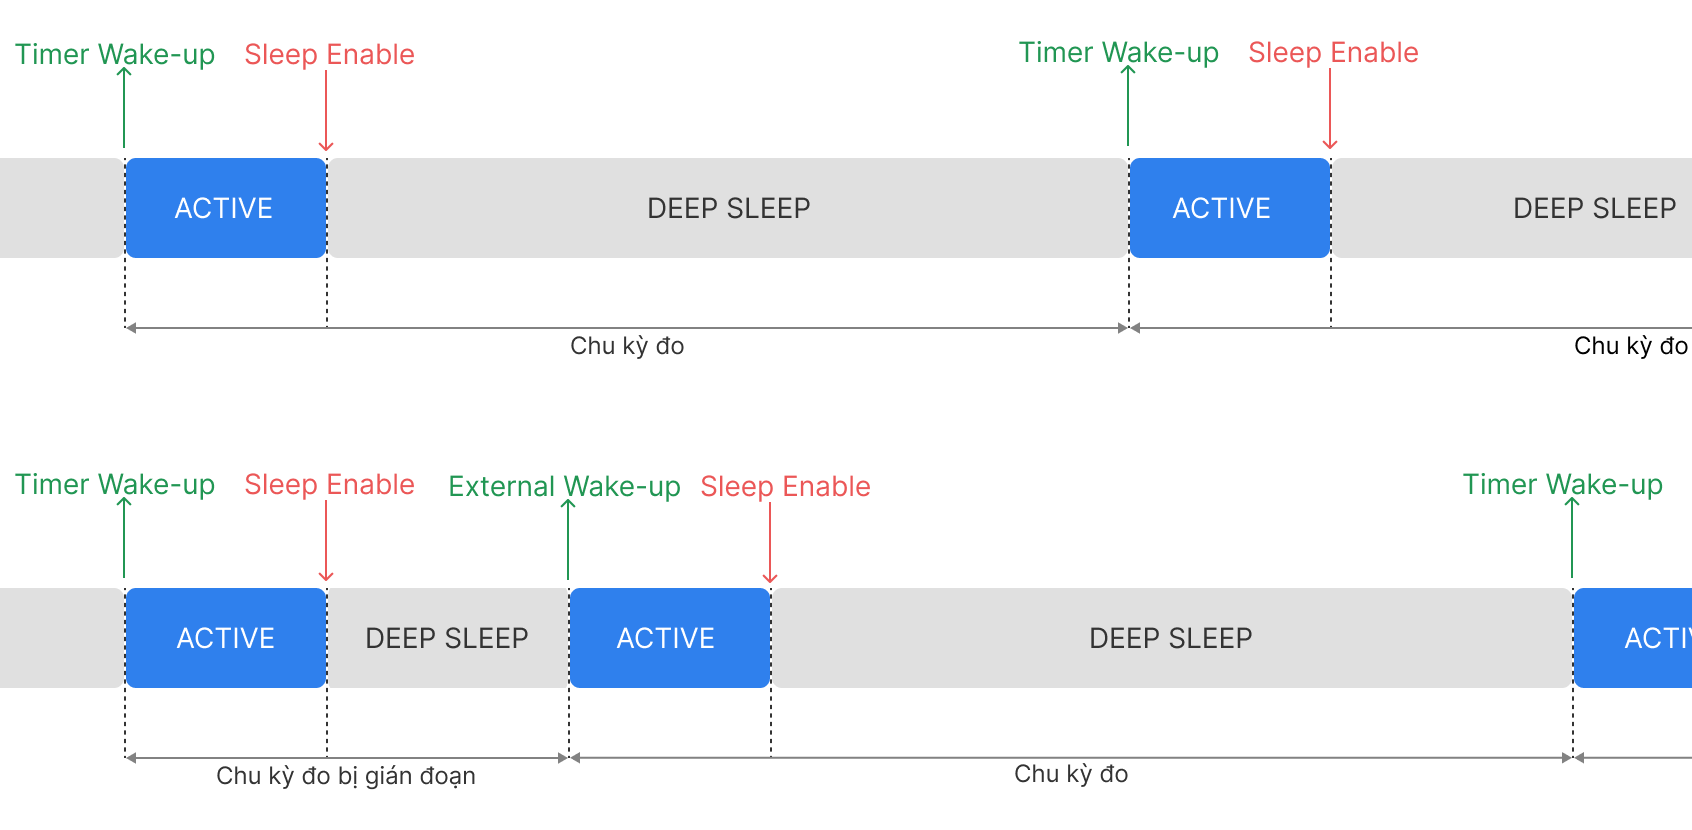 Timer Wake-up Sleep Enable Timer Wake-up Sleep Enable
ACTIVE DEEP SLEEP ACTIVE DEEP SLEEP
Chu kỳ đo Chu kỳ đo
Timer Wake-up Sleep Enable External Wake-up Sleep Enable Timer Wake-up
ACTIVE DEEP SLEEP ACTIVE DEEP SLEEP ACTIV
Chu kỳ đo bị gián đoạn Chu kỳ đo